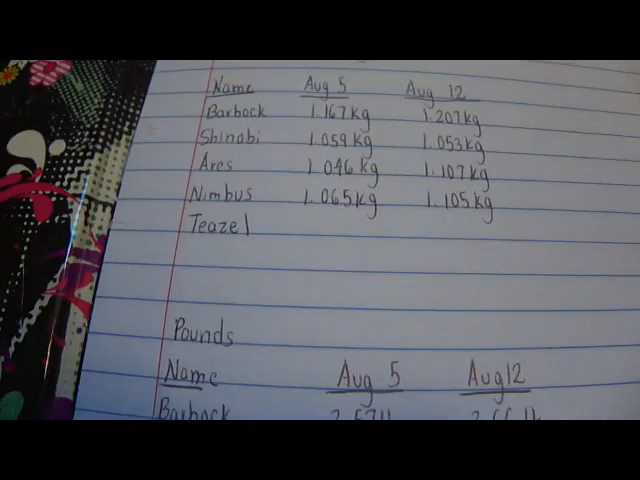 Name Aug 5 Aug 12
Barbock 1.167kg 1.207kg
Shinobi 1.059kg 1.053kg
Ares 1.046kg 1.107kg
Nimbus 1.065kg 1.105kg
Teazel
Pounds
Name Aug 5 Aug12
Barbock